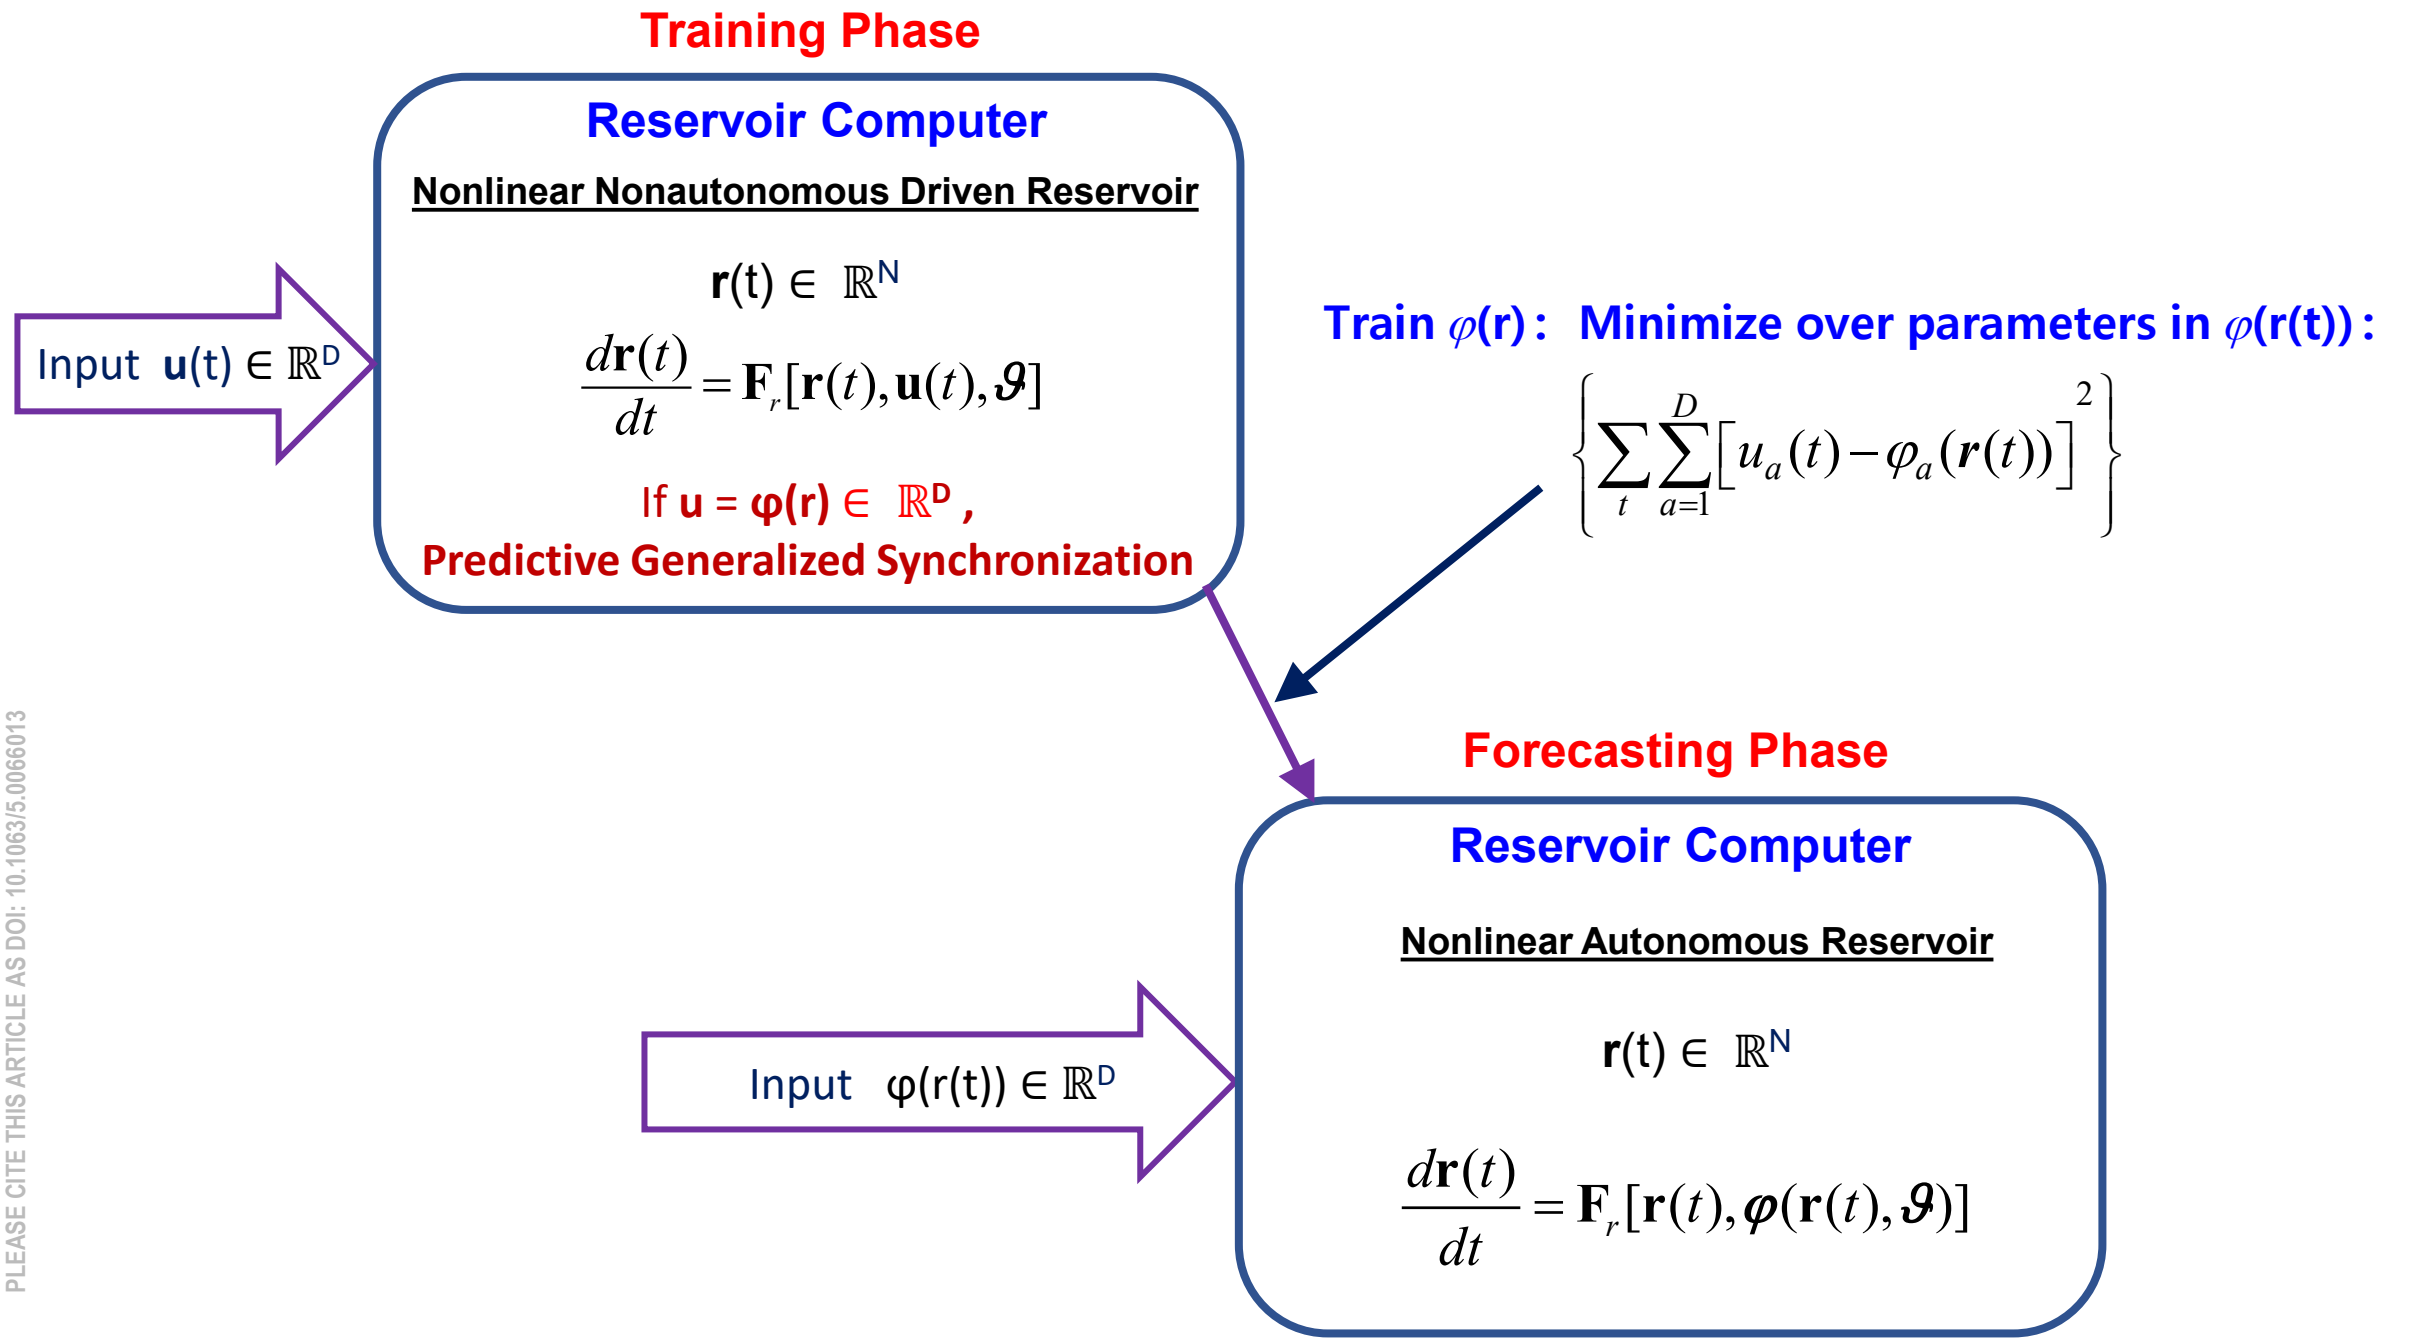 Training Phase
Reservoir Computer
Nonlinear Nonautonomous Driven Reservoir
r(t) ∈ ℝᴺ
dr(t)/dt = F_r[r(t),u(t),ϑ]
If u = φ(r) ∈ ℝᴰ ,
Predictive Generalized Synchronization
Input u(t) ∈ ℝᴰ
Train φ(r) : Minimize over parameters in φ(r(t)) :
{∑_t ∑_{a=1}^D [u_a(t) − φ_a(r(t))]²}
Forecasting Phase
Reservoir Computer
Nonlinear Autonomous Reservoir
r(t) ∈ ℝᴺ
dr(t)/dt = F_r[r(t),φ(r(t),ϑ)]
Input φ(r(t)) ∈ ℝᴰ
PLEASE CITE THIS ARTICLE AS DOI: 10.1063/5.0066013